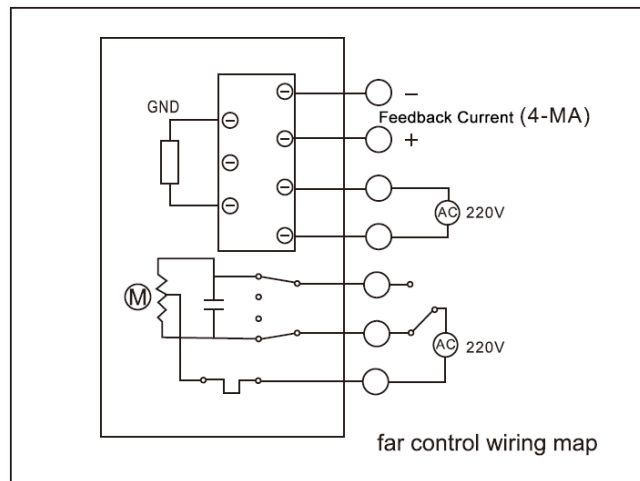 GND
−
Feedback Current (4-MA)
+
AC 220V
M
AC 220V
far control wiring map